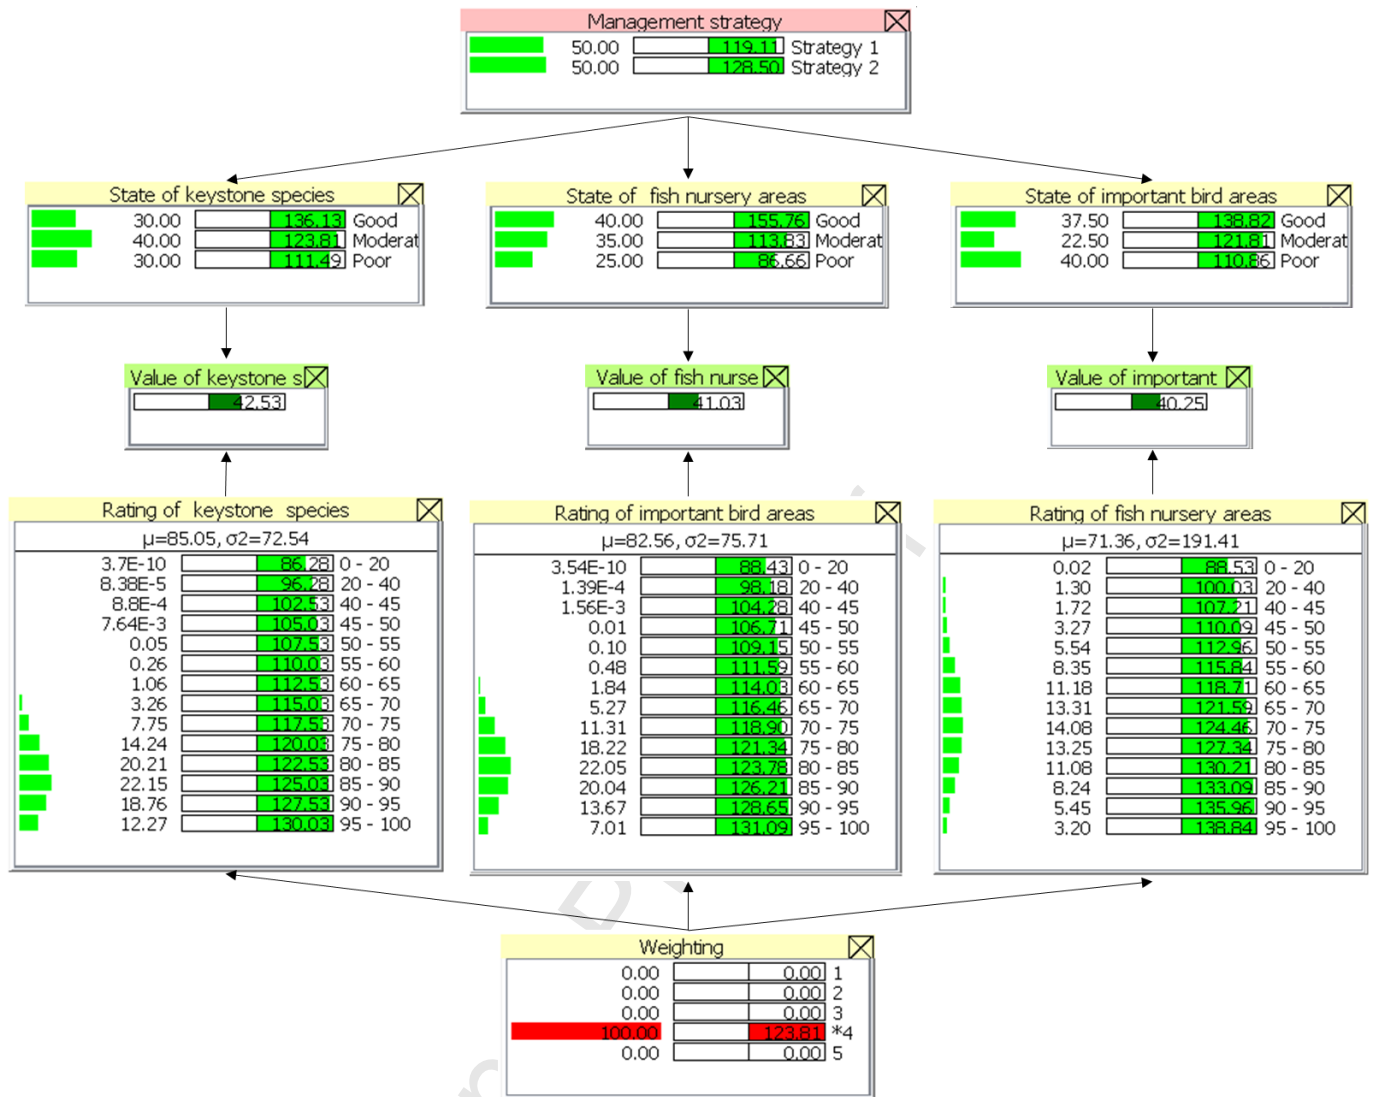 Management strategy
50.00 119.11 Strategy 1
50.00 128.50 Strategy 2
State of keystone species
30.00 136.13 Good
40.00 123.81 Moderat
30.00 111.49 Poor
State of fish nursery areas
40.00 155.76 Good
35.00 113.83 Moderat
25.00 86.66 Poor
State of important bird areas
37.50 138.82 Good
22.50 121.81 Moderat
40.00 110.86 Poor
Value of keystone s
42.53
Value of fish nurse
41.03
Value of important
40.25
Rating of keystone species
μ=85.05, σ2=72.54
3.7E-10 86.28 0 - 20
8.38E-5 96.28 20 - 40
8.8E-4 102.53 40 - 45
7.64E-3 105.03 45 - 50
0.05 107.53 50 - 55
0.26 110.03 55 - 60
1.06 112.53 60 - 65
3.26 115.03 65 - 70
7.75 117.53 70 - 75
14.24 120.03 75 - 80
20.21 122.53 80 - 85
22.15 125.03 85 - 90
18.76 127.53 90 - 95
12.27 130.03 95 - 100
Rating of important bird areas
μ=82.56, σ2=75.71
3.54E-10 88.43 0 - 20
1.39E-4 98.18 20 - 40
1.56E-3 104.28 40 - 45
0.01 106.71 45 - 50
0.10 109.15 50 - 55
0.48 111.59 55 - 60
1.84 114.03 60 - 65
5.27 116.46 65 - 70
11.31 118.90 70 - 75
18.22 121.34 75 - 80
22.05 123.78 80 - 85
20.04 126.21 85 - 90
13.67 128.65 90 - 95
7.01 131.09 95 - 100
Rating of fish nursery areas
μ=71.36, σ2=191.41
0.02 88.53 0 - 20
1.30 100.03 20 - 40
1.72 107.21 40 - 45
3.27 110.09 45 - 50
5.54 112.96 50 - 55
8.35 115.84 55 - 60
11.18 118.71 60 - 65
13.31 121.59 65 - 70
14.08 124.46 70 - 75
13.25 127.34 75 - 80
11.08 130.21 80 - 85
8.24 133.09 85 - 90
5.45 135.96 90 - 95
3.20 138.84 95 - 100
Weighting
0.00 0.00 1
0.00 0.00 2
0.00 0.00 3
100.00 123.81 *4
0.00 0.00 5